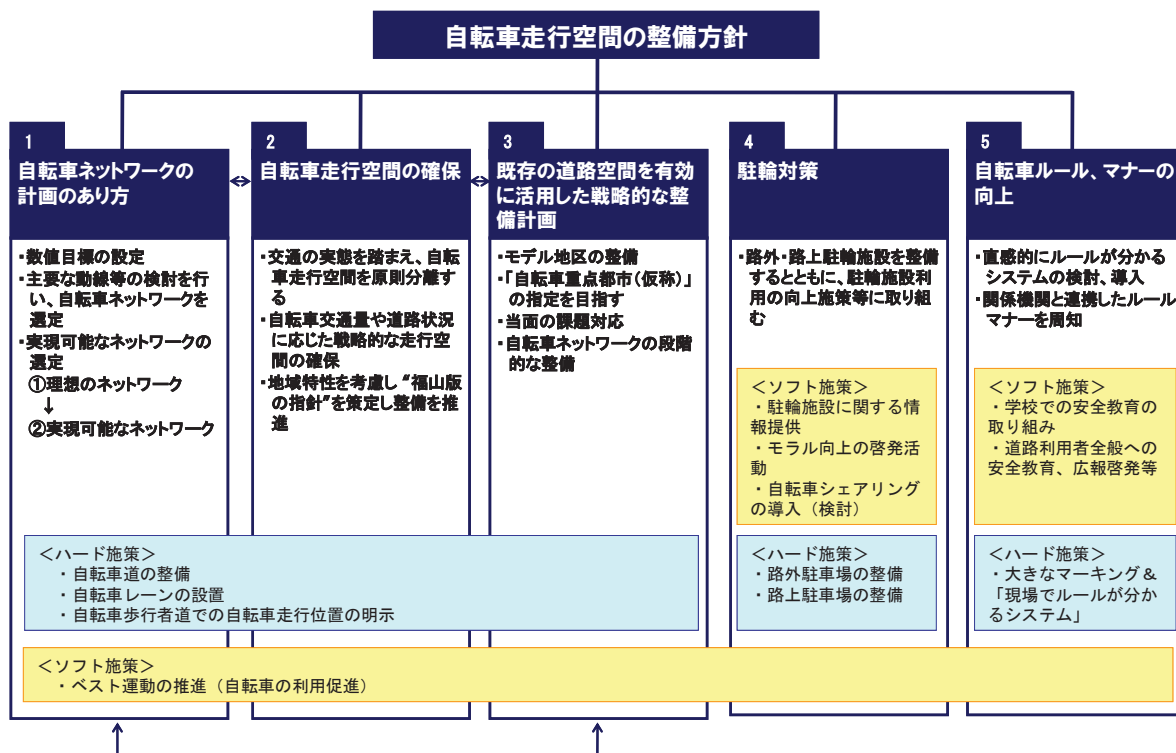 自転車走行空間の整備方針
1
自転車ネットワークの
計画のあり方
・数値目標の設定
・主要な動線等の検討を行
い、自転車ネットワークを
選定
・実現可能なネットワークの
選定
①理想のネットワーク
↓
②実現可能なネットワーク
2
自転車走行空間の確保
・交通の実態を踏まえ、自転
車走行空間を原則分離す
る
・自転車交通量や道路状況
に応じた戦略的な走行空
間の確保
・地域特性を考慮し“福山版
の指針”を策定し整備を推
進
3
既存の道路空間を有効
に活用した戦略的な整
備計画
・モデル地区の整備
・「自転車重点都市(仮称)」
の指定を目指す
・当面の課題対応
・自転車ネットワークの段階
的な整備
4
駐輪対策
・路外・路上駐輪施設を整備
するとともに、駐輪施設利
用の向上施策等に取り組
む
<ソフト施策>
・駐輪施設に関する情
報提供
・モラル向上の啓発活
動
・自転車シェアリング
の導入（検討）
<ハード施策>
・路外駐車場の整備
・路上駐車場の整備
5
自転車ルール、マナーの
向上
・直感的にルールが分かる
システムの検討、導入
・関係機関と連携したルール
マナーを周知
<ソフト施策>
・学校での安全教育の
取り組み
・道路利用者全般への
安全教育、広報啓発等
<ハード施策>
・大きなマーキング＆
「現場でルールが分か
るシステム」
<ハード施策>
・自転車道の整備
・自転車レーンの設置
・自転車歩行者道での自転車走行位置の明示
<ソフト施策>
・ベスト運動の推進（自転車の利用促進）